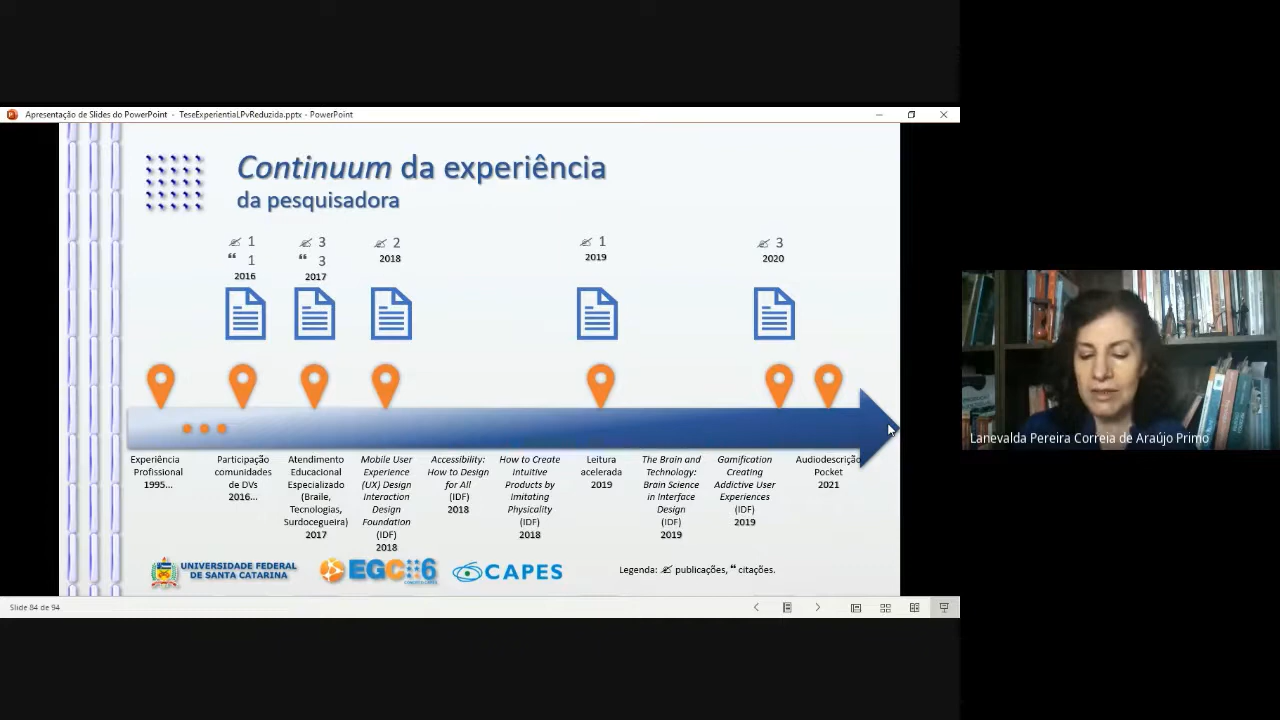 Apresentação de Slides do PowerPoint - TeseExperientiaLPvReduzida.pptx - PowerPoint
Continuum da experiência
da pesquisadora
1
1
2016
3
3
2017
2
2018
1
2019
3
2020
Experiência
Profissional
1995...
Participação
comunidades
de DVs
2016...
Atendimento
Educacional
Especializado
(Braile,
Tecnologias,
Surdocegueira)
2017
Mobile User
Experience
(UX) Design
Interaction
Design
Foundation
(IDF)
2018
Accessibility:
How to Design
for All
(IDF)
2018
How to Create
Intuitive
Products by
Imitating
Physicality
(IDF)
2018
Leitura
acelerada
2019
The Brain and
Technology:
Brain Science
in Interface
Design
(IDF)
2019
Gamification
Creating
Addictive User
Experiences
(IDF)
2019
Audiodescrição
Pocket
2021
UNIVERSIDADE FEDERAL
DE SANTA CATARINA
EGC 6
CAPES
Legenda: publicações, ❝ citações.
Slide 84 de 94
Lanevalda Pereira Correia de Araújo Primo